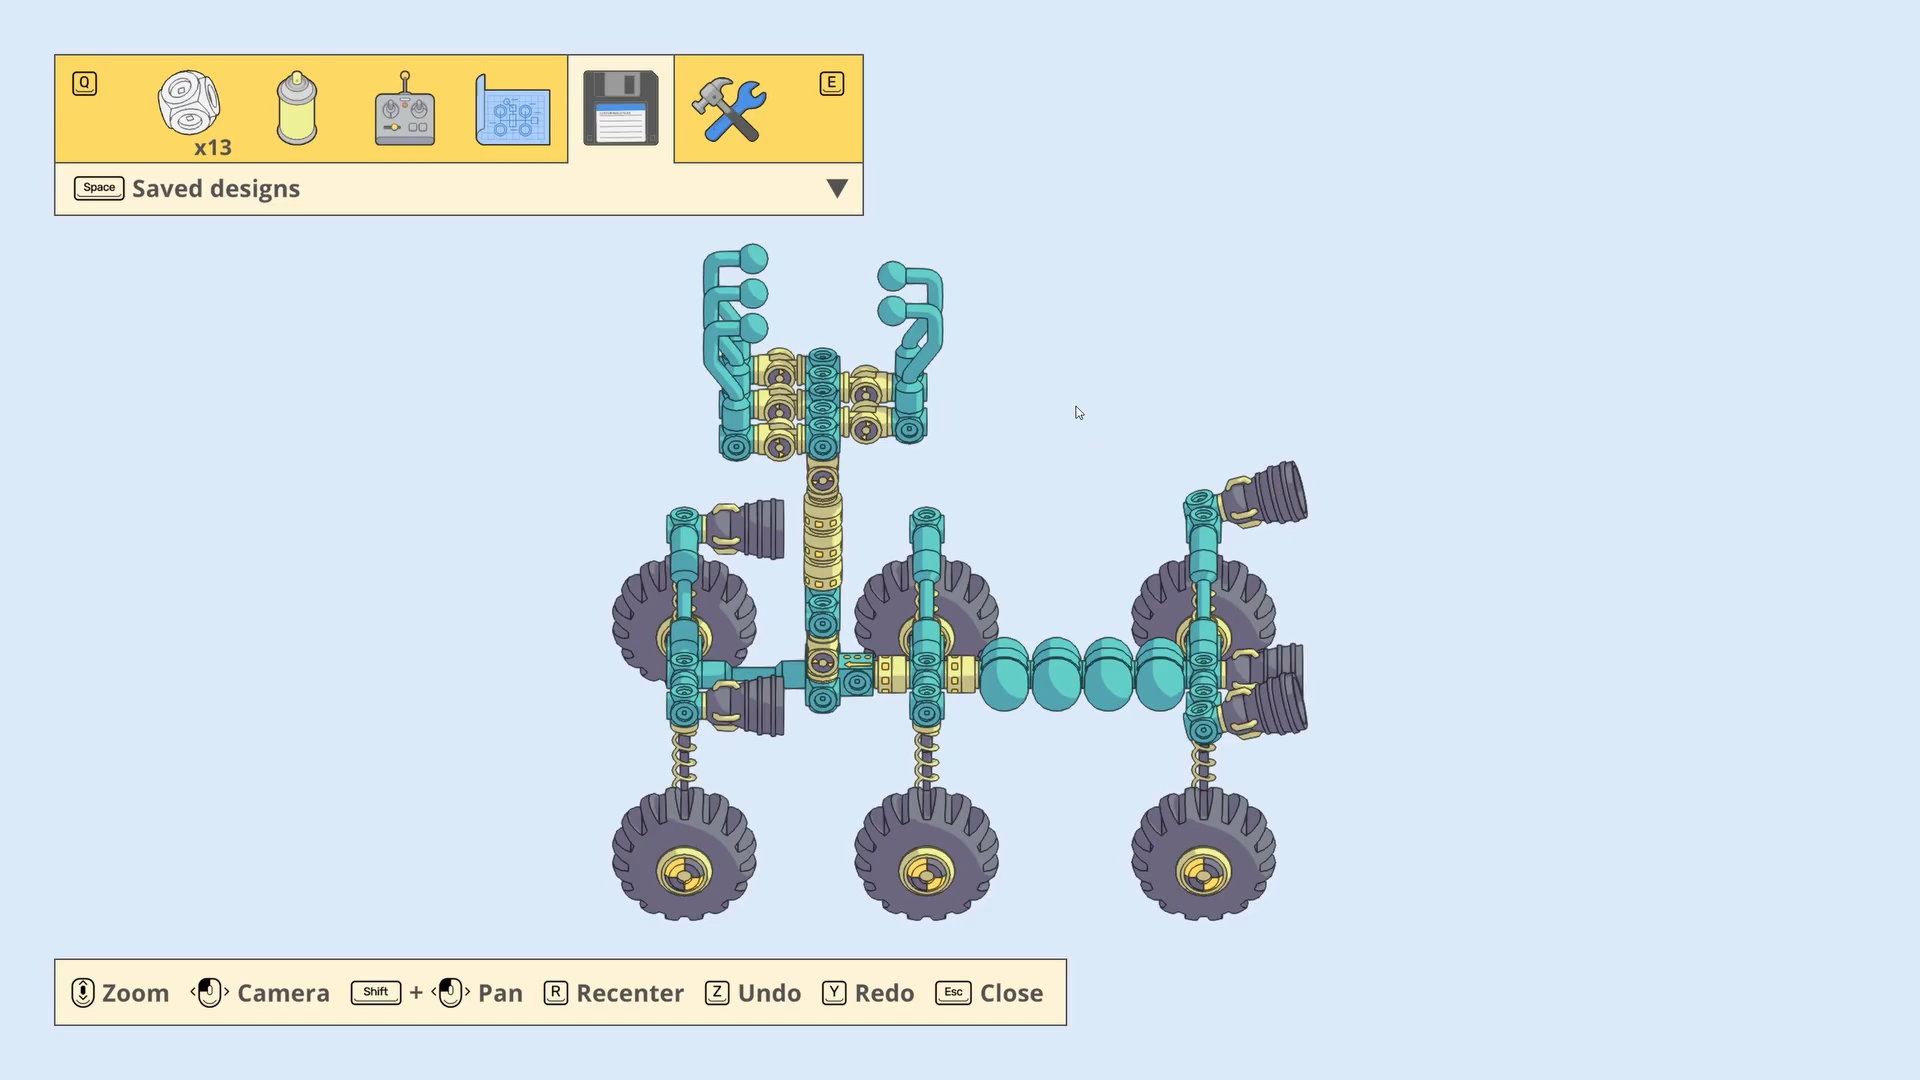 Q
E
x13
Space Saved designs
Zoom Camera Shift + Pan R Recenter Z Undo Y Redo Esc Close